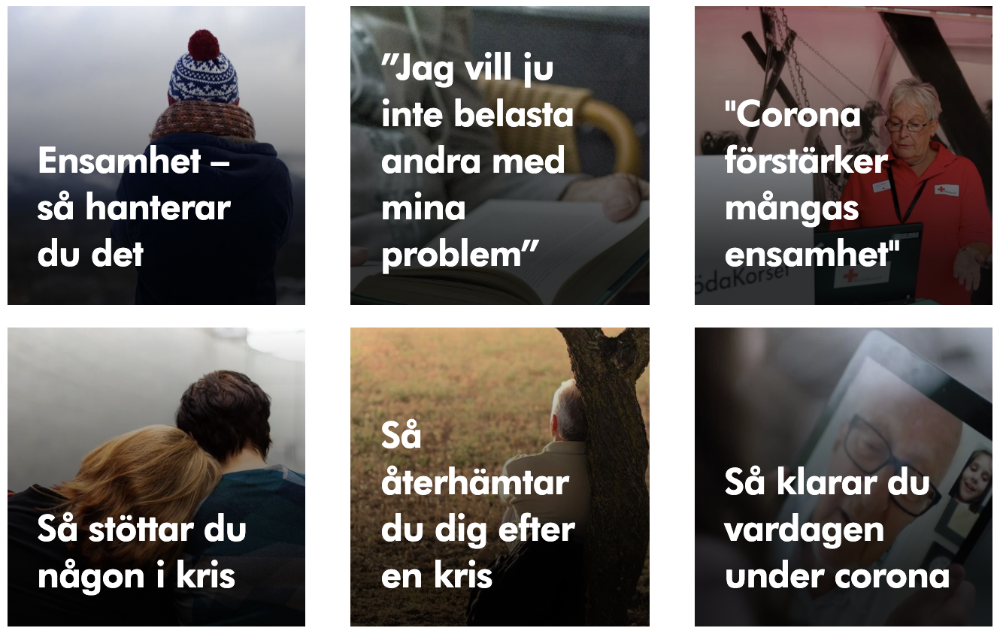 Ensamhet –
så hanterar
du det
”Jag vill ju
inte belasta
andra med
mina
problem”
"Corona
förstärker
mångas
ensamhet"
ödaKorset
Så stöttar du
någon i kris
Så
återhämtar
du dig efter
en kris
Så klarar du
vardagen
under corona